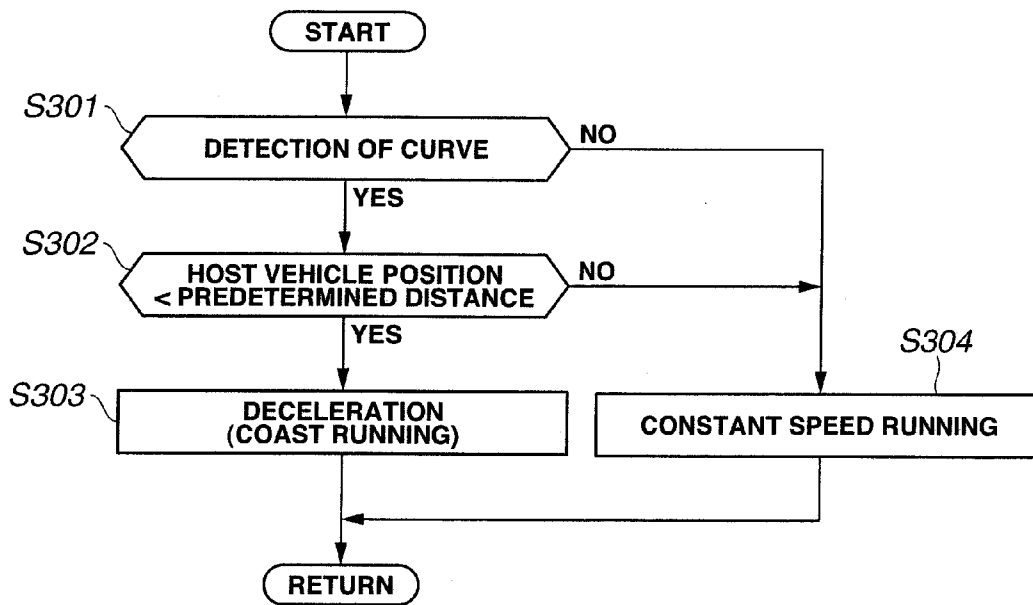 START
S301
DETECTION OF CURVE
NO
YES
S302
HOST VEHICLE POSITION
< PREDETERMINED DISTANCE
NO
YES
S303
DECELERATION
(COAST RUNNING)
S304
CONSTANT SPEED RUNNING
RETURN